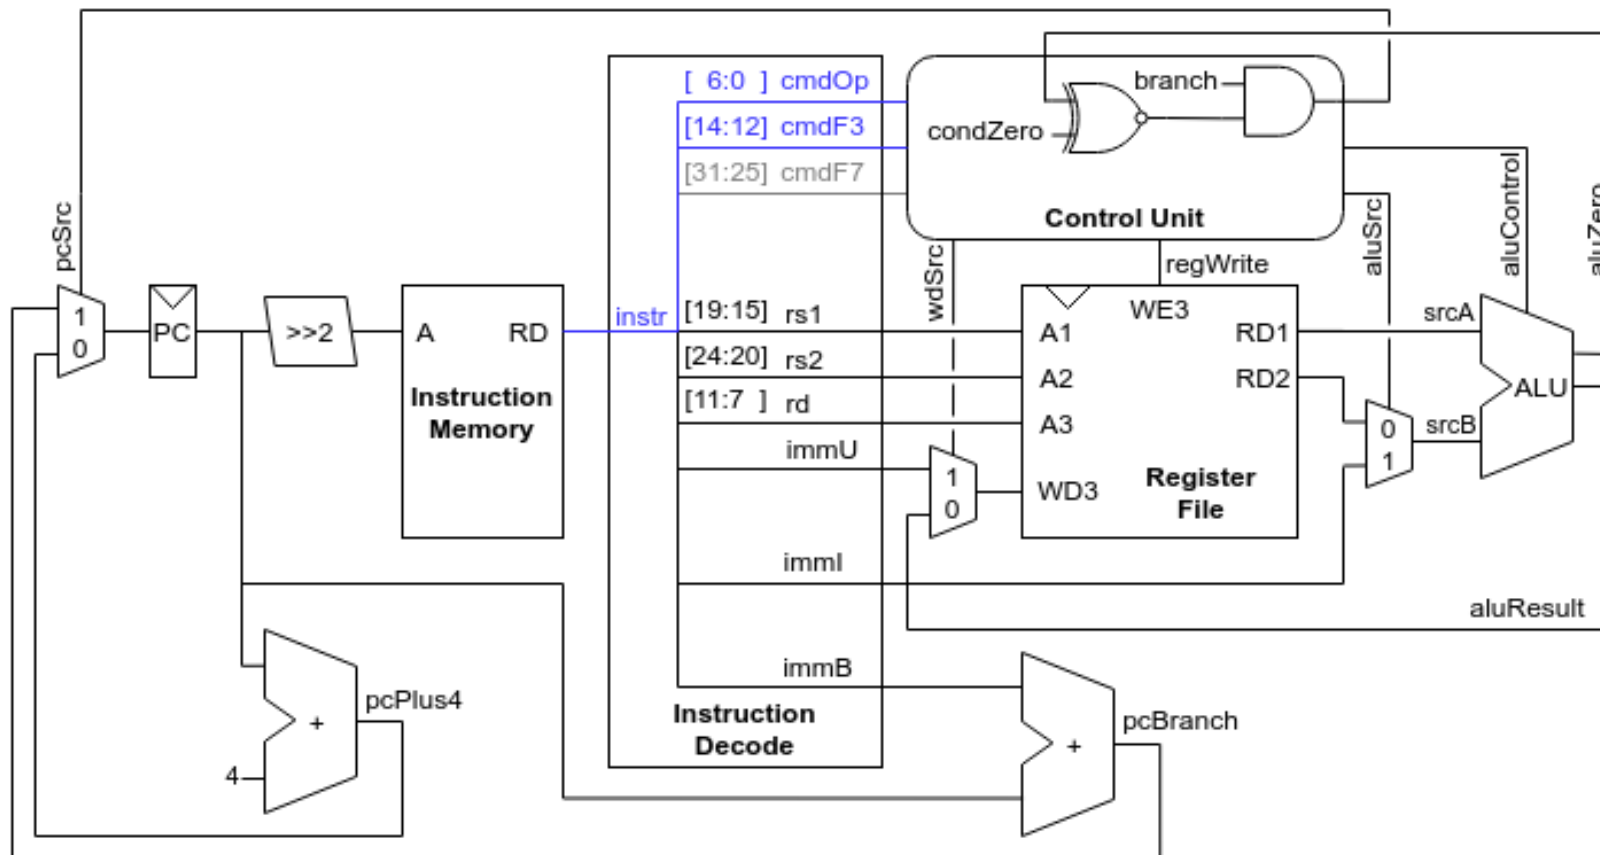 [ 6:0 ] cmdOp
[14:12] cmdF3
[31:25] cmdF7
branch
condZero
Control Unit
pcSrc
wdSrc
regWrite
aluSrc
aluControl
aluZero
1
0
PC
>>2
A
RD
Instruction
Memory
instr
[19:15] rs1
[24:20] rs2
[11:7 ] rd
immU
1
0
A1
A2
A3
WD3
WE3
RD1
RD2
Register
File
srcA
0
1
srcB
ALU
immI
aluResult
immB
pcPlus4
+
4
Instruction
Decode
+
pcBranch